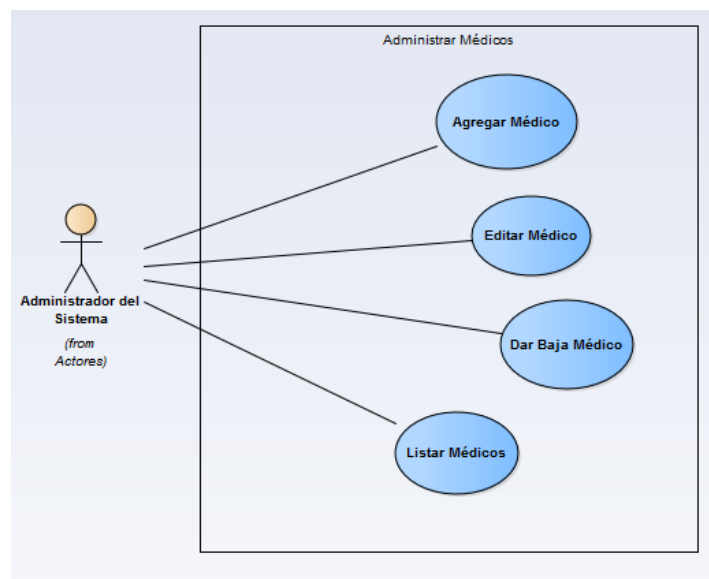 Administrar Médicos
Agregar Médico
Editar Médico
Administrador del
Sistema
(from
Actores)
Dar Baja Médico
Listar Médicos